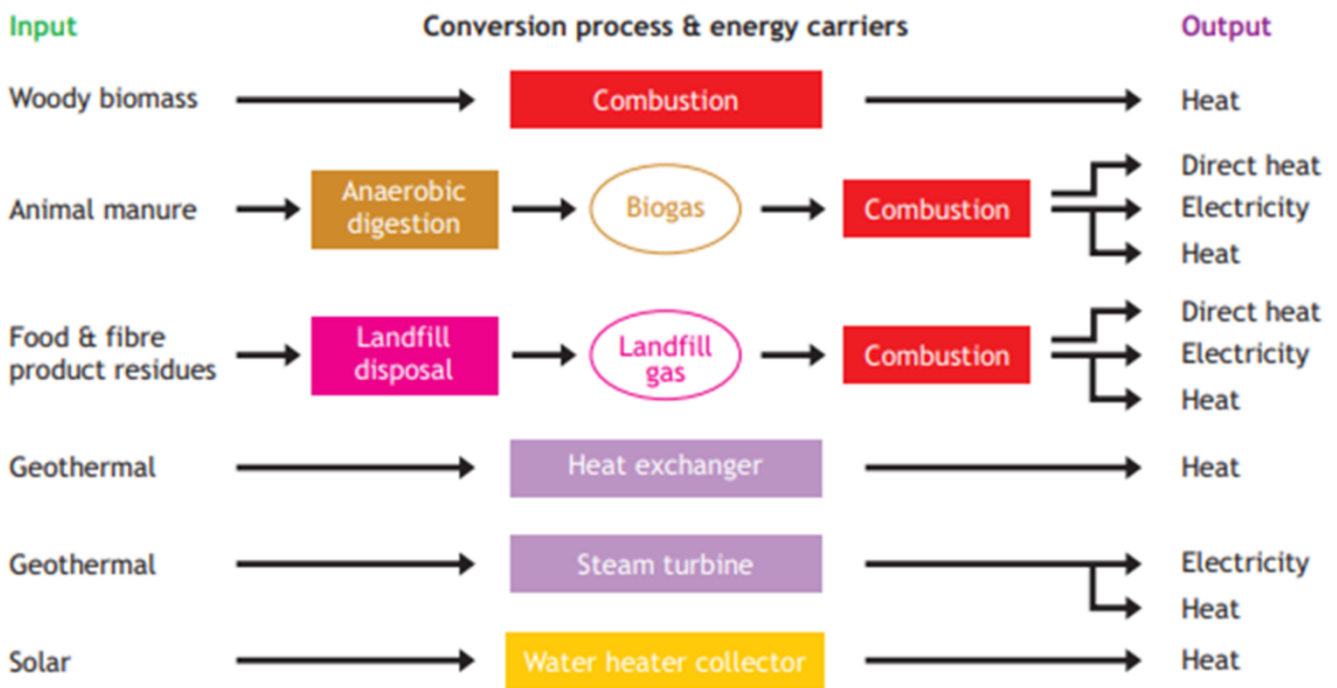 Input Conversion process & energy carriers Output
Woody biomass Combustion Heat
Animal manure Anaerobic digestion Biogas Combustion Direct heat
Electricity
Heat
Food & fibre product residues Landfill disposal Landfill gas Combustion Direct heat
Electricity
Heat
Geothermal Heat exchanger Heat
Geothermal Steam turbine Electricity
Heat
Solar Water heater collector Heat